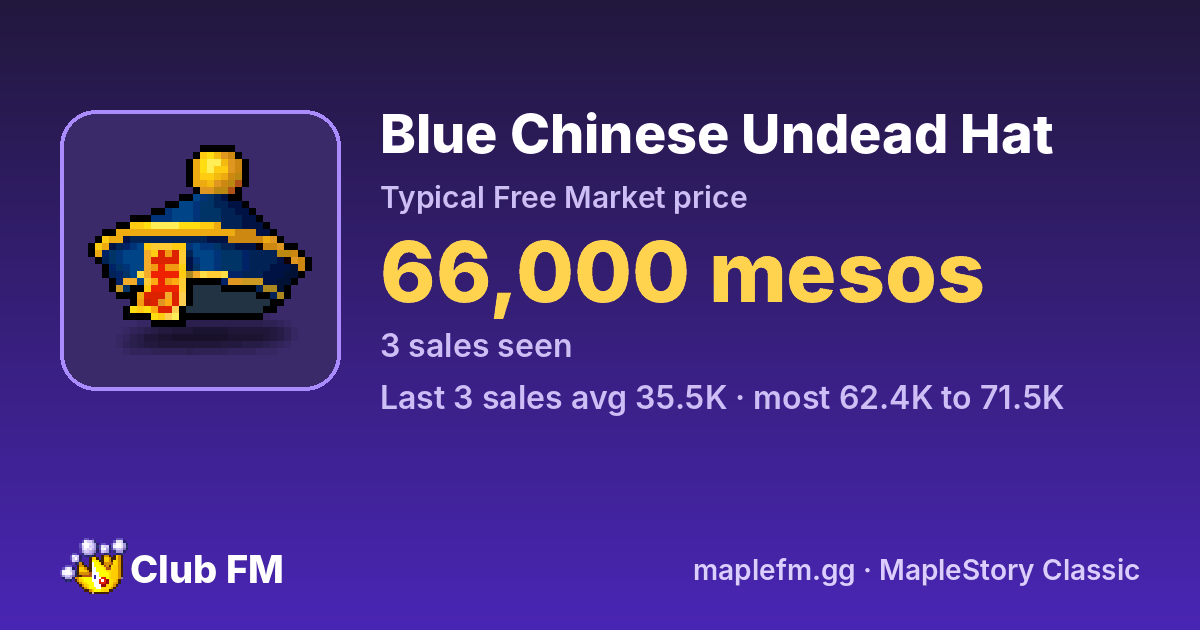 Blue Chinese Undead Hat
Typical Free Market price
66,000 mesos
3 sales seen
Last 3 sales avg 35.5K · most 62.4K to 71.5K
Club FM
maplefm.gg · MapleStory Classic